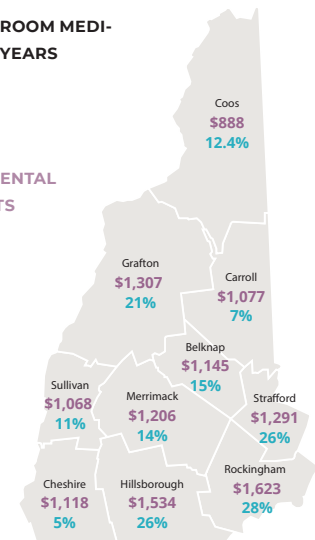 ROOM MEDI-
YEARS
ENTAL
TS
Coos
$888
12.4%
Grafton
$1,307
21%
Carroll
$1,077
7%
Belknap
$1,145
15%
Sullivan
$1,068
11%
Merrimack
$1,206
14%
Strafford
$1,291
26%
Cheshire
$1,118
5%
Hillsborough
$1,534
26%
Rockingham
$1,623
28%